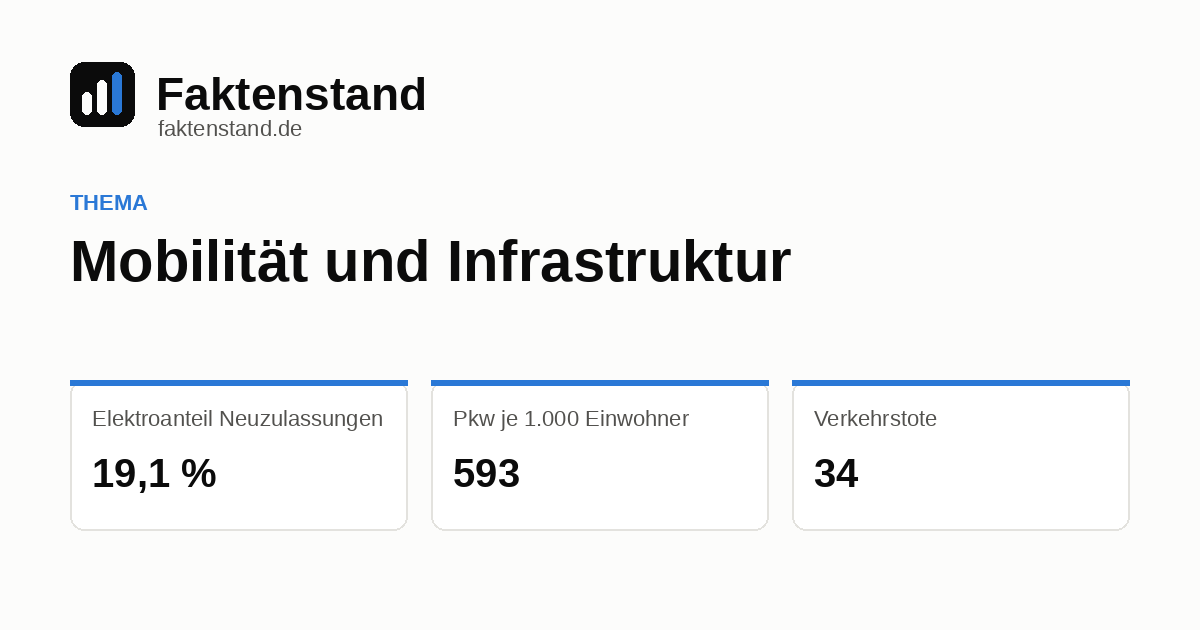 Faktenstand
faktenstand.de
THEMA
Mobilität und Infrastruktur
Elektroanteil Neuzulassungen
19,1 %
Pkw je 1.000 Einwohner
593
Verkehrstote
34